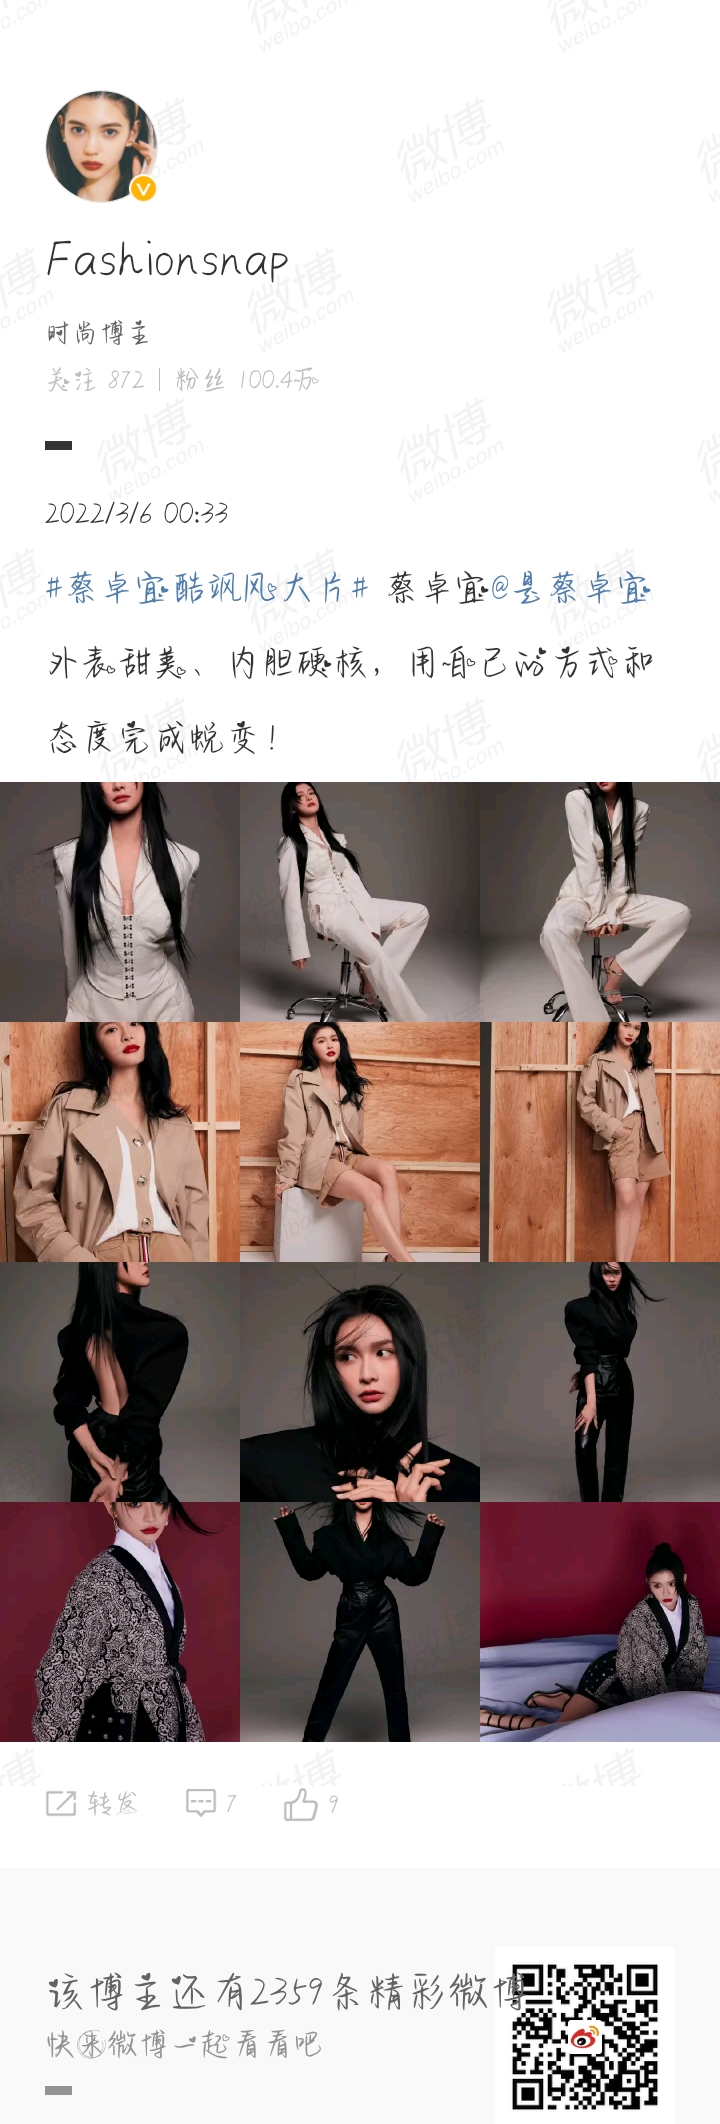 Fashionsnap
时尚博主
关注 872 | 粉丝 100.4万
2022/3/6 00:33
#蔡卓宜酷飒风大片# 蔡卓宜@是蔡卓宜
外表甜美、内胆硬核，用自己的方式和
态度完成蜕变！
转发 7 9
该博主还有2359条精彩微博
快来微博一起看看吧
微博
weibo.com